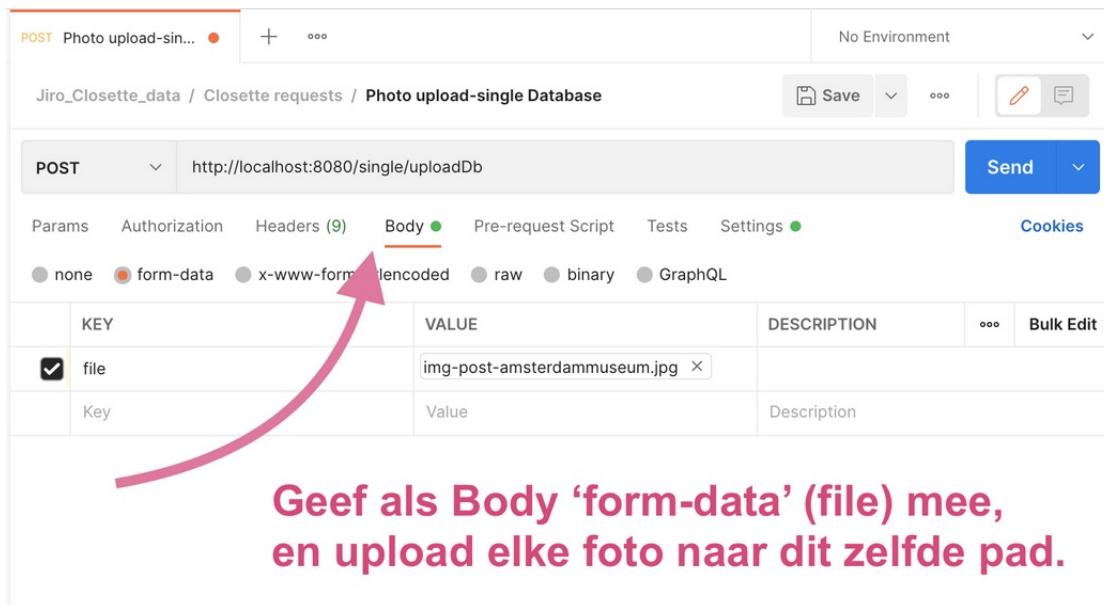 POST Photo upload-sin...
No Environment
Jiro_Closette_data / Closette requests / Photo upload-single Database
Save
POST http://localhost:8080/single/uploadDb Send
Params Authorization Headers (9) Body Pre-request Script Tests Settings Cookies
none form-data x-www-form-urlencoded raw binary GraphQL
KEY VALUE DESCRIPTION Bulk Edit
file img-post-amsterdammuseum.jpg
Key Value Description
Geef als Body ‘form-data’ (file) mee,
en upload elke foto naar dit zelfde pad.